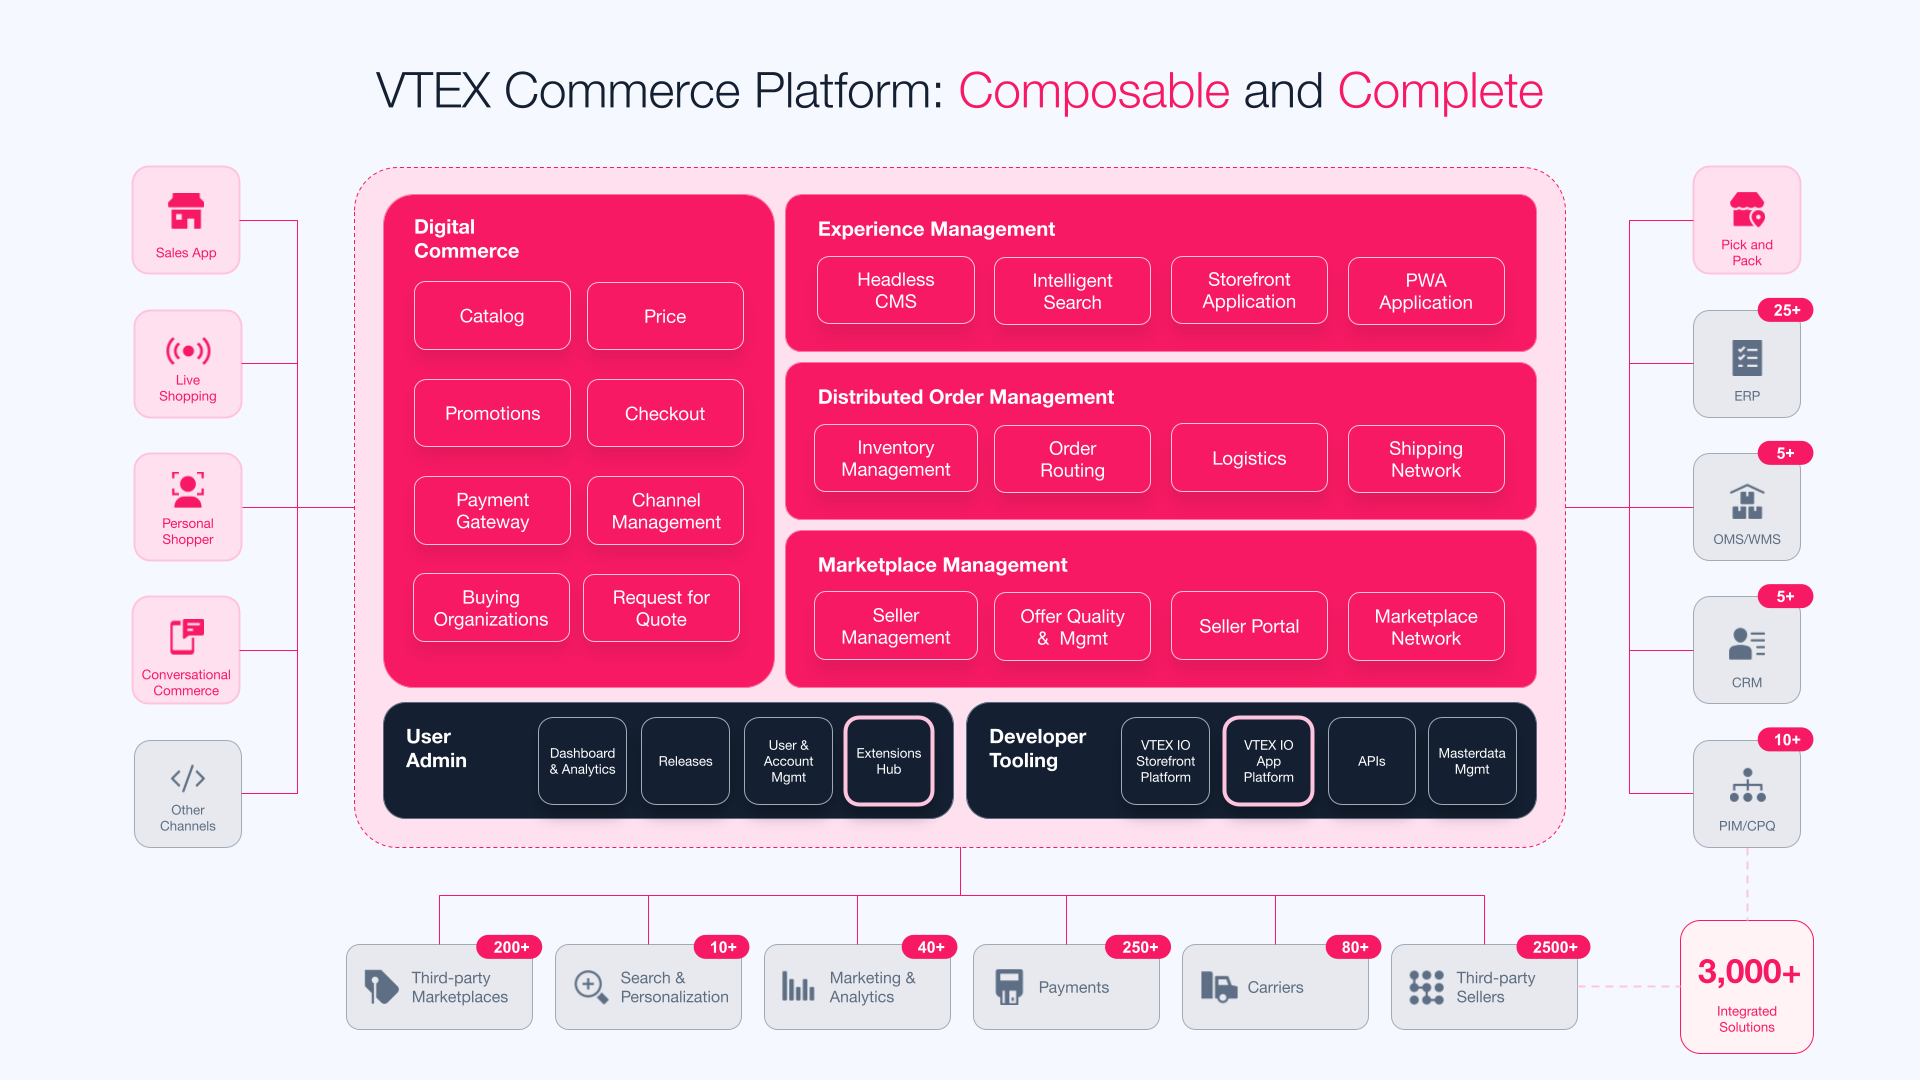 VTEX Commerce Platform: Composable and Complete
Sales App
Live
Shopping
Personal
Shopper
Conversational
Commerce
Other
Channels
Digital
Commerce
Catalog
Price
Promotions
Checkout
Payment
Gateway
Channel
Management
Buying
Organizations
Request for
Quote
Experience Management
Headless
CMS
Intelligent
Search
Storefront
Application
PWA
Application
Distributed Order Management
Inventory
Management
Order
Routing
Logistics
Shipping
Network
Marketplace Management
Seller
Management
Offer Quality
& Mgmt
Seller Portal
Marketplace
Network
User
Admin
Dashboard
& Analytics
Releases
User &
Account
Mgmt
Extensions
Hub
Developer
Tooling
VTEX IO
Storefront
Platform
VTEX IO
App
Platform
APIs
Masterdata
Mgmt
Pick and
Pack
25+
ERP
5+
OMS/WMS
5+
CRM
10+
PIM/CPQ
200+
Third-party
Marketplaces
10+
Search &
Personalization
40+
Marketing &
Analytics
250+
Payments
80+
Carriers
2500+
Third-party
Sellers
3,000+
Integrated
Solutions